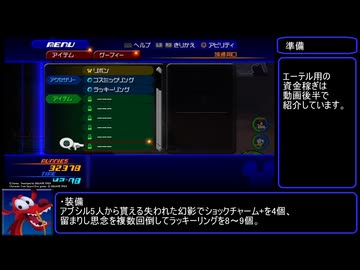 MENU
ヘルプ きりかえ アビリティ
アイテム グーフィー 準備
リボン
アクセサリー コスミックリング
ラッキーリング
アイテム ----
----
----
----
----
MUNNIES
32378
TIME
エーテル用の
資金稼ぎは
動画後半で
紹介しています。
・装備
アブシル5人から貰える失われた幻影でショックチャーム+を4個、
留まりし思念を複数回倒してラッキーリングを8～9個。